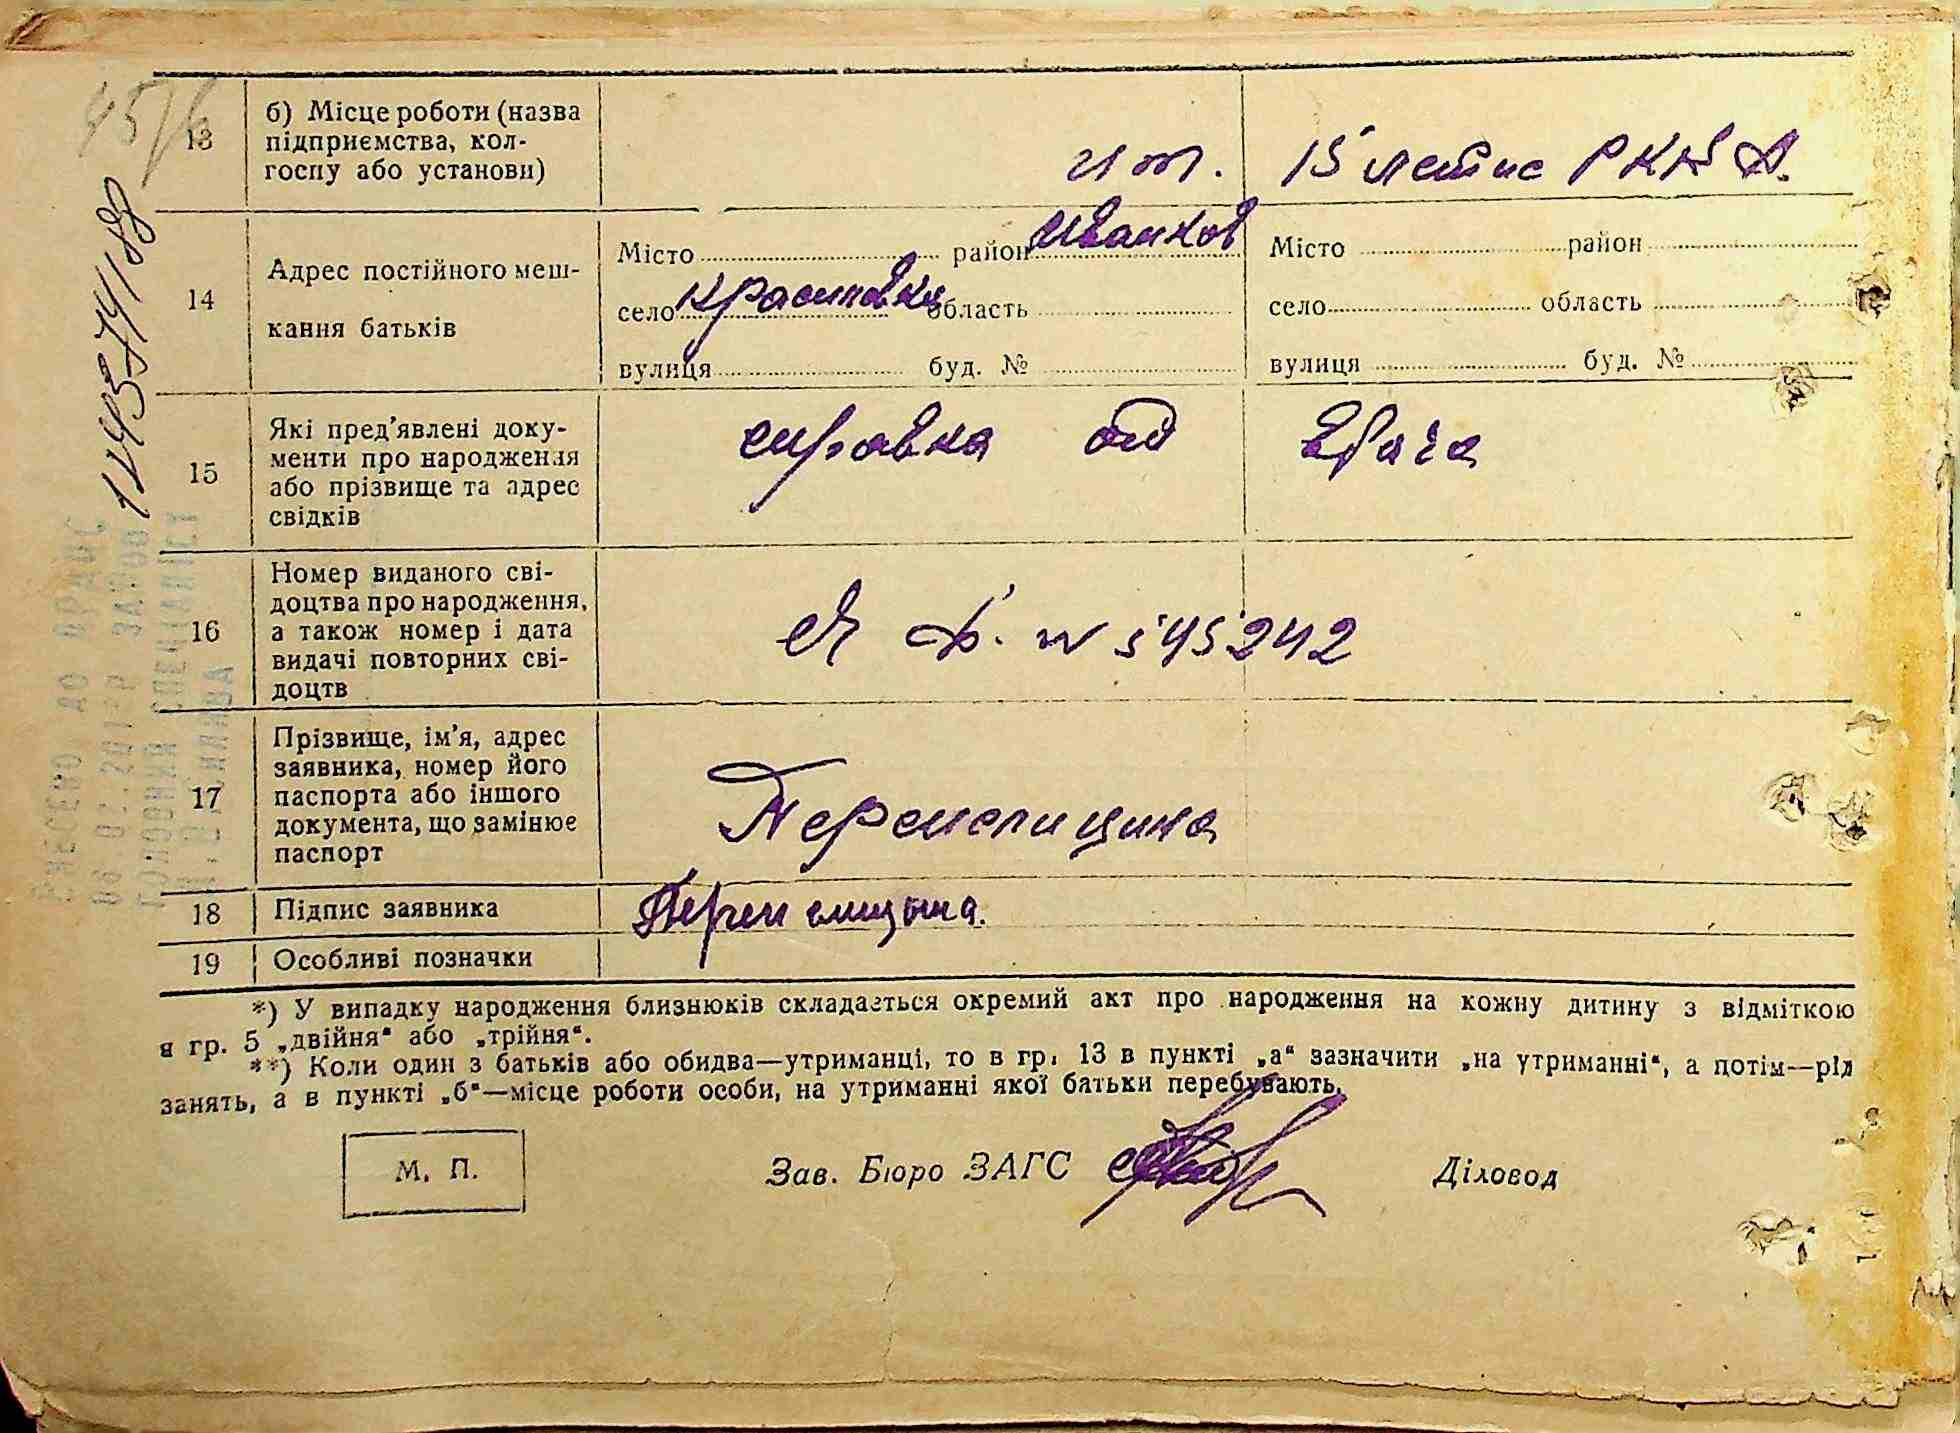 13
б) Місце роботи (назва
підприємства, кол-
госпу або установи)
им. 15 летие РККА.
14
Адрес постійного меш-
кання батьків
Місто район Иванков
село Красиловка область
вулиця буд. №
Місто район
село область
вулиця буд. №
15
Які пред'явлені доку-
менти про народження
або прізвище та адрес
свідків
справка от врача
16
Номер виданого сві-
доцтва про народження,
а також номер і дата
видачі повторних сві-
доцтв
№ 545242
17
Прізвище, ім'я, адрес
заявника, номер його
паспорта або іншого
документа, що замінює
паспорт
18
Підпис заявника
19
Особливі позначки
*) У випадку народження близнюків складається окремий акт про народження на кожну дитину з відміткою
в гр. 5 „двійня“ або „трійня“.
**) Коли один з батьків або обидва—утриманці, то в гр. 13 в пункті „а“ зазначити „на утриманні“, а потім—рід
занять, а в пункті „б“—місце роботи особи, на утриманні якої батьки перебувають.
М. П.
Зав. Бюро ЗАГС
Діловод